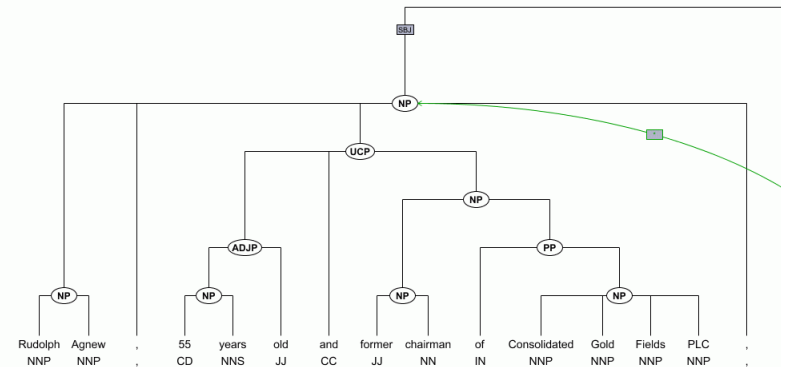 SBJ
NP
*
UCP
NP
ADJP PP
NP NP NP NP
Rudolph Agnew , 55 years old and former chairman of Consolidated Gold Fields PLC ,
NNP NNP , CD NNS JJ CC JJ NN IN NNP NNP NNP NNP ,